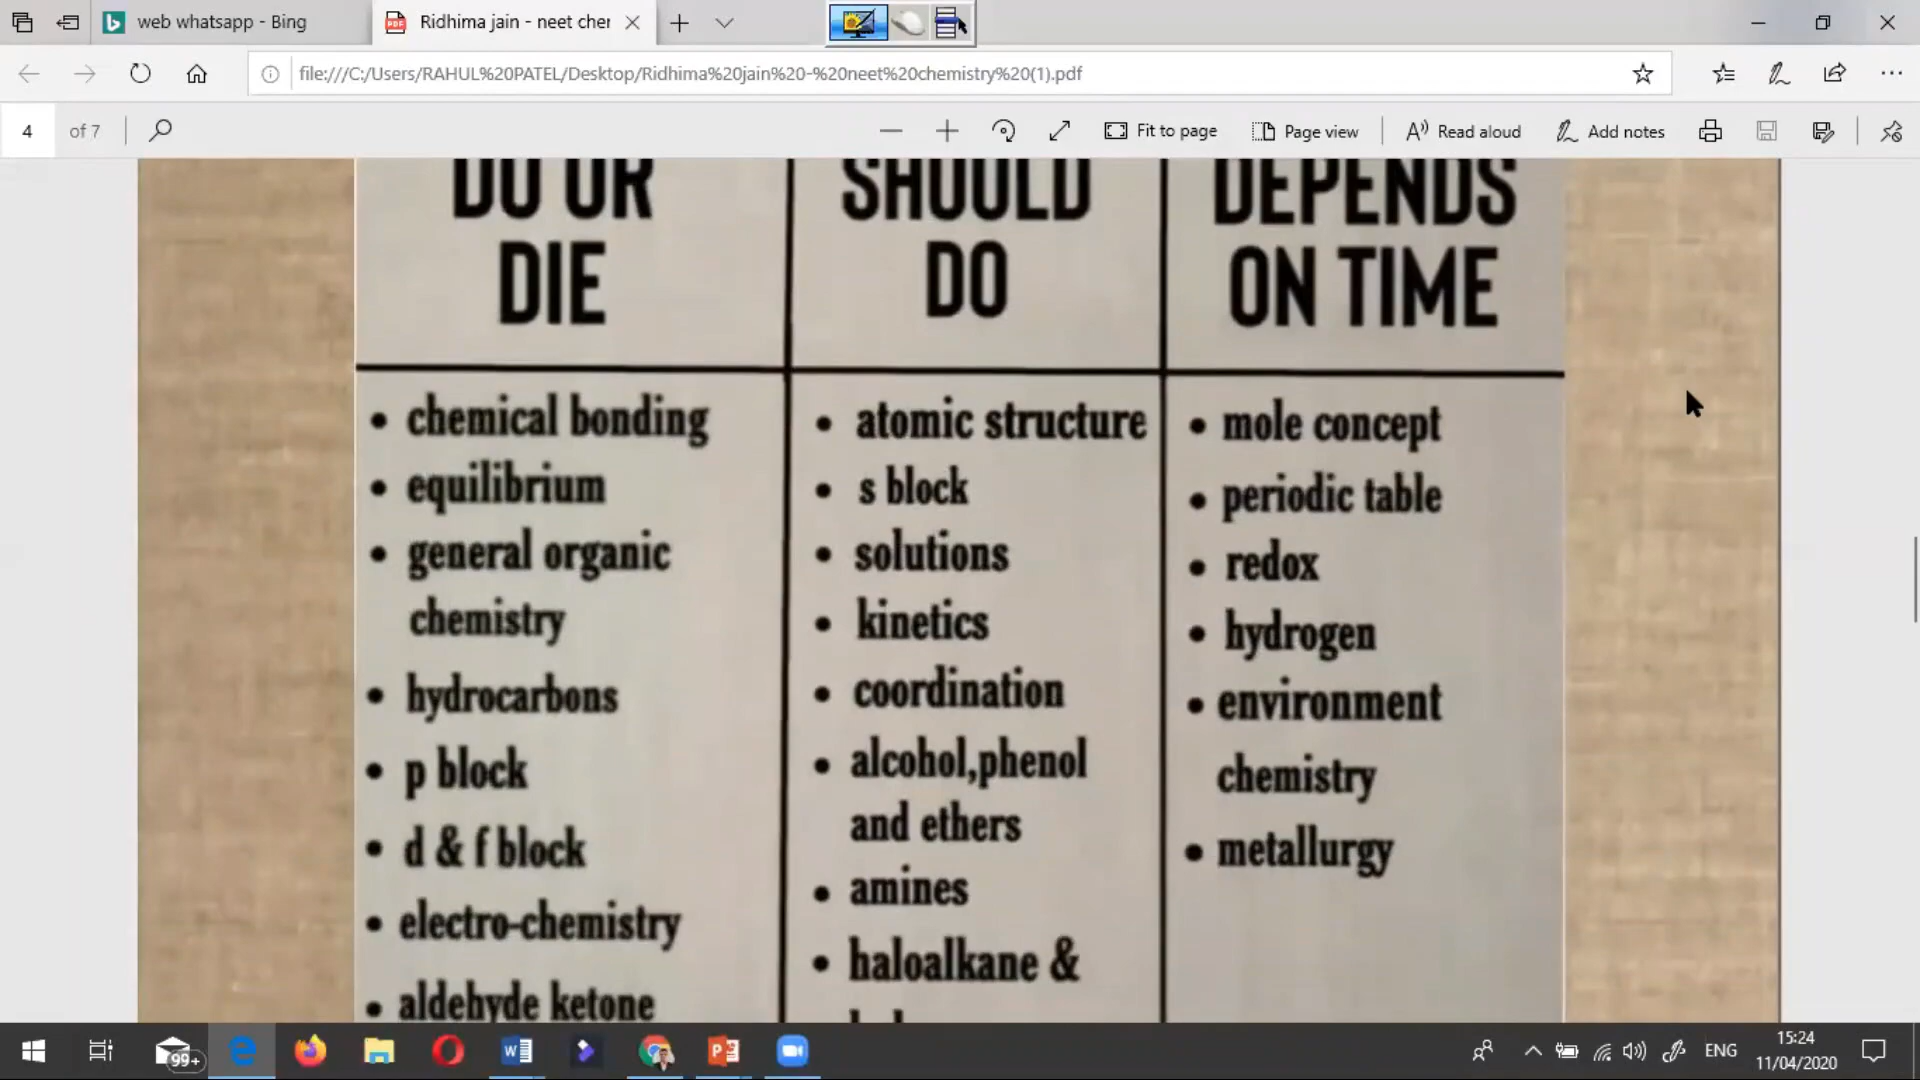 web whatsapp - Bing
Ridhima jain - neet cher
file:///C:/Users/RAHUL%20PATEL/Desktop/Ridhima%20jain%20-%20neet%20chemistry%20(1).pdf
4 of 7
Fit to page
Page view
Read aloud
Add notes
DO OR
DIE
• chemical bonding
• equilibrium
• general organic
chemistry
• hydrocarbons
• p block
• d & f block
• electro-chemistry
• aldehyde ketone
SHOULD
DO
• atomic structure
• s block
• solutions
• kinetics
• coordination
• alcohol,phenol
and ethers
• amines
• haloalkane &
DEPENDS
ON TIME
• mole concept
• periodic table
• redox
• hydrogen
• environment
chemistry
• metallurgy
99+
ENG
15:24
11/04/2020